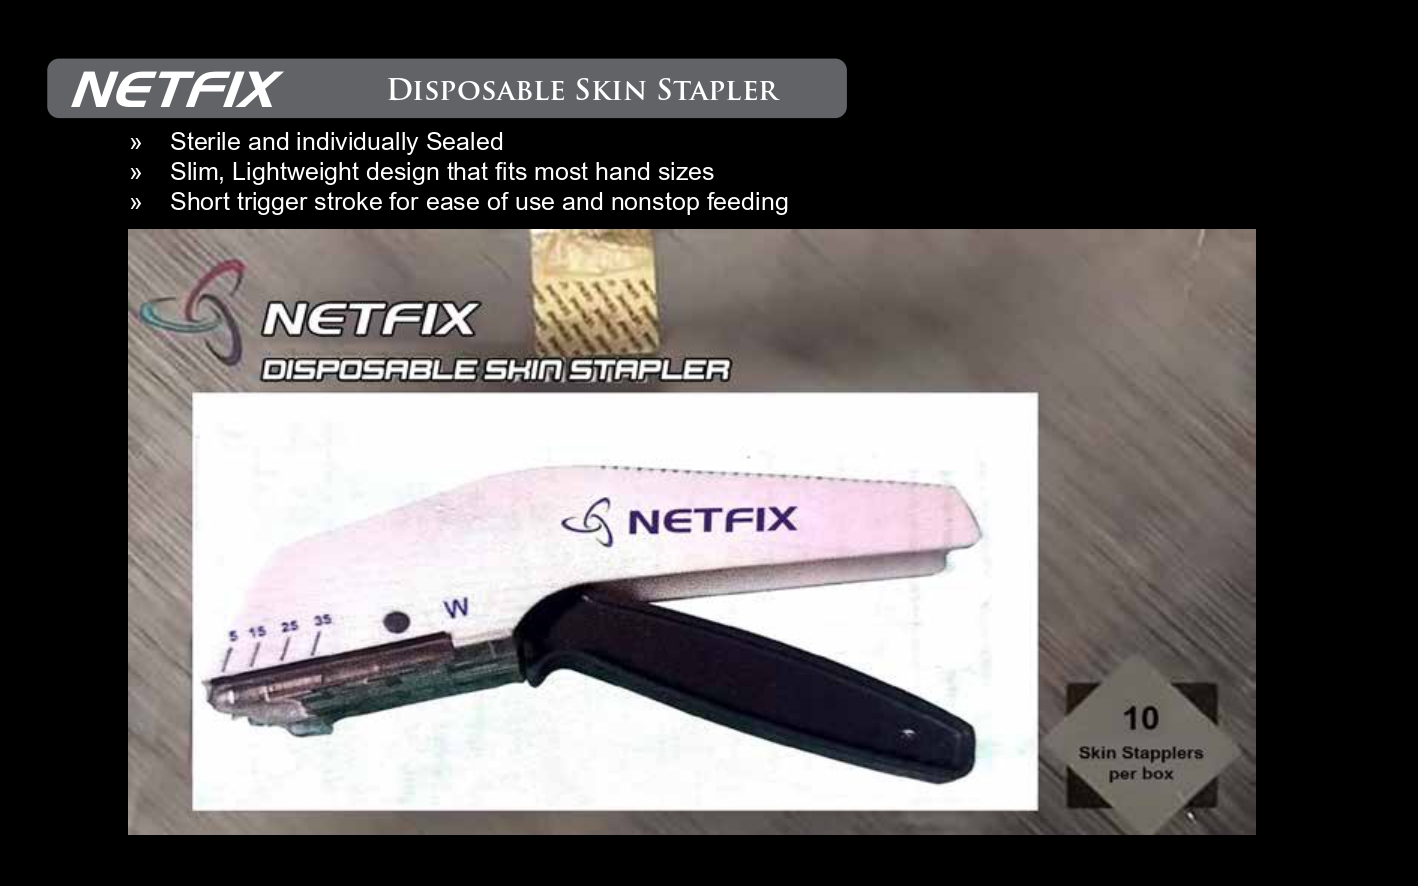 NETFIX DISPOSABLE SKIN STAPLER
» Sterile and individually Sealed
» Slim, Lightweight design that fits most hand sizes
» Short trigger stroke for ease of use and nonstop feeding
NETFIX
DISPOSABLE SKIN STAPLER
NETFIX
W
5 15 25 35
10
Skin Stapplers
per box